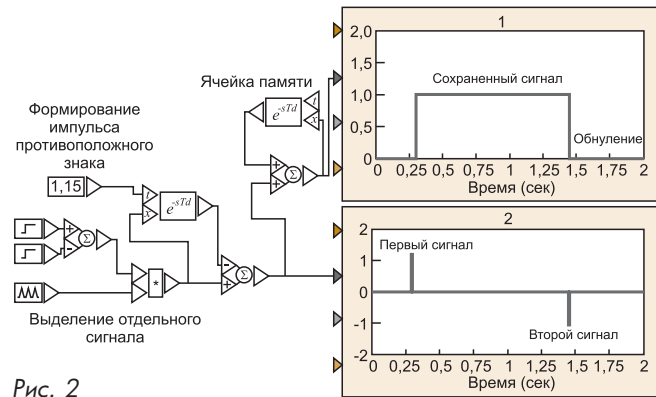 Ячейка памяти
t
x
e^-sTd
+
+
Σ
Формирование
импульса
противоположного
знака
1,15
t
x
e^-sTd
+
-
Σ
*
-
+
Σ
Выделение отдельного
сигнала
Рис. 2
1
2,0
1,5
1,0
0,5
0
Сохраненный сигнал
Обнуление
0 0,25 0,5 0,75 1 1,25 1,5 1,75 2
Время (сек)
2
2
1
0
-1
-2
Первый сигнал
Второй сигнал
0 0,25 0,5 0,75 1 1,25 1,5 1,75 2
Время (сек)